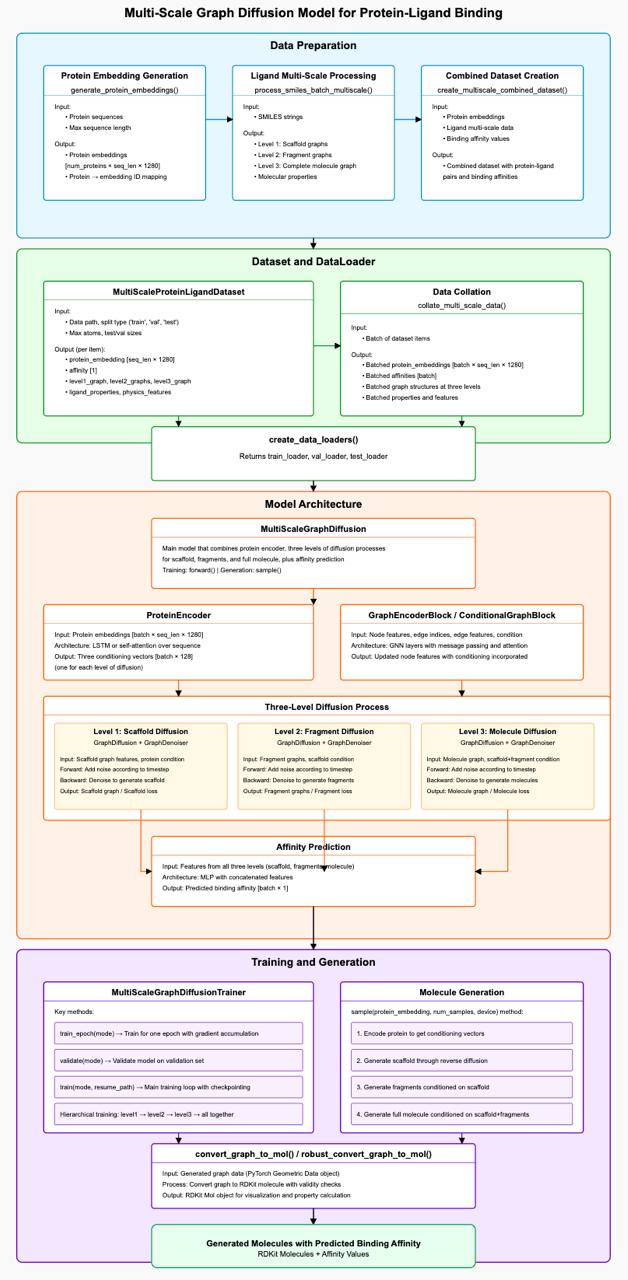 Multi-Scale Graph Diffusion Model for Protein-Ligand Binding
Data Preparation
Protein Embedding Generation
generate_protein_embeddings()
Input:
• Protein sequences
• Max sequence length
Output:
• Protein embeddings
[num_proteins × seq_len × 1280]
• Protein → embedding ID mapping
Ligand Multi-Scale Processing
process_smiles_batch_multiscale()
Input:
• SMILES strings
Output:
• Level 1: Scaffold graphs
• Level 2: Fragment graphs
• Level 3: Complete molecule graph
• Molecular properties
Combined Dataset Creation
create_multiscale_combined_dataset()
Input:
• Protein embeddings
• Ligand multi-scale data
• Binding affinity values
Output:
• Combined dataset with protein-ligand
pairs and binding affinities
Dataset and DataLoader
MultiScaleProteinLigandDataset
Input:
• Data path, split type ('train', 'val', 'test')
• Max atoms, test/val sizes
Output (per item):
• protein_embedding [seq_len × 1280]
• affinity [1]
• level1_graph, level2_graphs, level3_graph
• ligand_properties, physics_features
Data Collation
collate_multi_scale_data()
Input:
• Batch of dataset items
Output:
• Batched protein_embeddings [batch × seq_len × 1280]
• Batched affinities [batch]
• Batched graph structures at three levels
• Batched properties and features
create_data_loaders()
Returns train_loader, val_loader, test_loader
Model Architecture
MultiScaleGraphDiffusion
Main model that combines protein encoder, three levels of diffusion processes
for scaffold, fragments, and full molecule, plus affinity prediction
Training: forward() | Generation: sample()
ProteinEncoder
Input: Protein embeddings [batch × seq_len × 1280]
Architecture: LSTM or self-attention over sequence
Output: Three conditioning vectors [batch × 128]
(one for each level of diffusion)
GraphEncoderBlock / ConditionalGraphBlock
Input: Node features, edge indices, edge features, condition
Architecture: GNN layers with message passing and attention
Output: Updated node features with conditioning incorporated
Three-Level Diffusion Process
Level 1: Scaffold Diffusion
GraphDiffusion + GraphDenoiser
Input: Scaffold graph features, protein condition
Forward: Add noise according to timestep
Backward: Denoise to generate scaffold
Output: Scaffold graph / Scaffold loss
Level 2: Fragment Diffusion
GraphDiffusion + GraphDenoiser
Input: Fragment graphs, scaffold condition
Forward: Add noise according to timestep
Backward: Denoise to generate fragments
Output: Fragment graphs / Fragment loss
Level 3: Molecule Diffusion
GraphDiffusion + GraphDenoiser
Input: Molecule graph, scaffold+fragment condition
Forward: Add noise according to timestep
Backward: Denoise to generate molecules
Output: Molecule graph / Molecule loss
Affinity Prediction
Input: Features from all three levels (scaffold, fragments, molecule)
Architecture: MLP with concatenated features
Output: Predicted binding affinity [batch × 1]
Training and Generation
MultiScaleGraphDiffusionTrainer
Key methods:
train_epoch(mode) → Train for one epoch with gradient accumulation
validate(mode) → Validate model on validation set
train(mode, resume_path) → Main training loop with checkpointing
Hierarchical training: level1 → level2 → level3 → all together
Molecule Generation
sample(protein_embedding, num_samples, device) method:
1. Encode protein to get conditioning vectors
2. Generate scaffold through reverse diffusion
3. Generate fragments conditioned on scaffold
4. Generate full molecule conditioned on scaffold+fragments
convert_graph_to_mol() / robust_convert_graph_to_mol()
Input: Generated graph data (PyTorch Geometric Data object)
Process: Convert graph to RDKit molecule with validity checks
Output: RDKit Mol object for visualization and property calculation
Generated Molecules with Predicted Binding Affinity
RDKit Molecules + Affinity Values